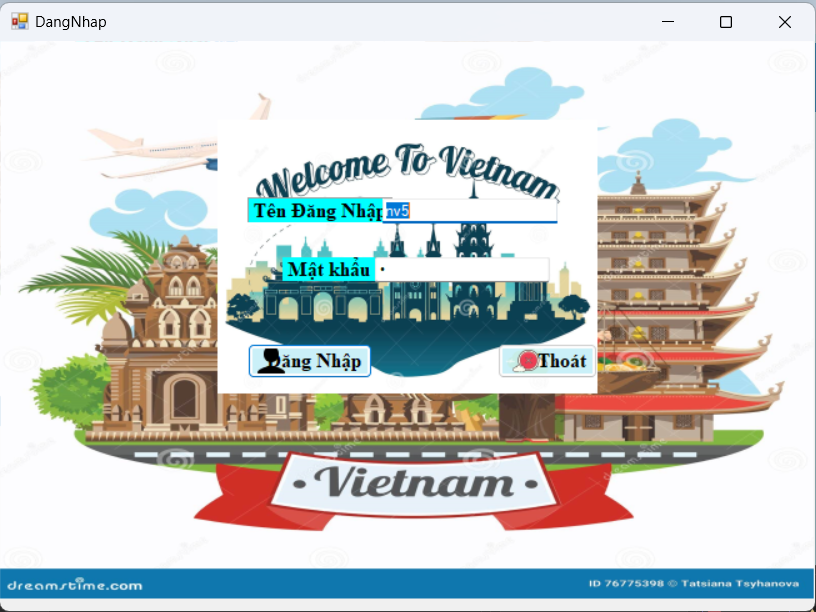 DangNhap
Welcome To Vietnam
Tên Đăng Nhập
nv5
Mật khẩu
Đăng Nhập
Thoát
Vietnam
dreamstime.com
ID 76775398 © Tatsiana Tsyhanova